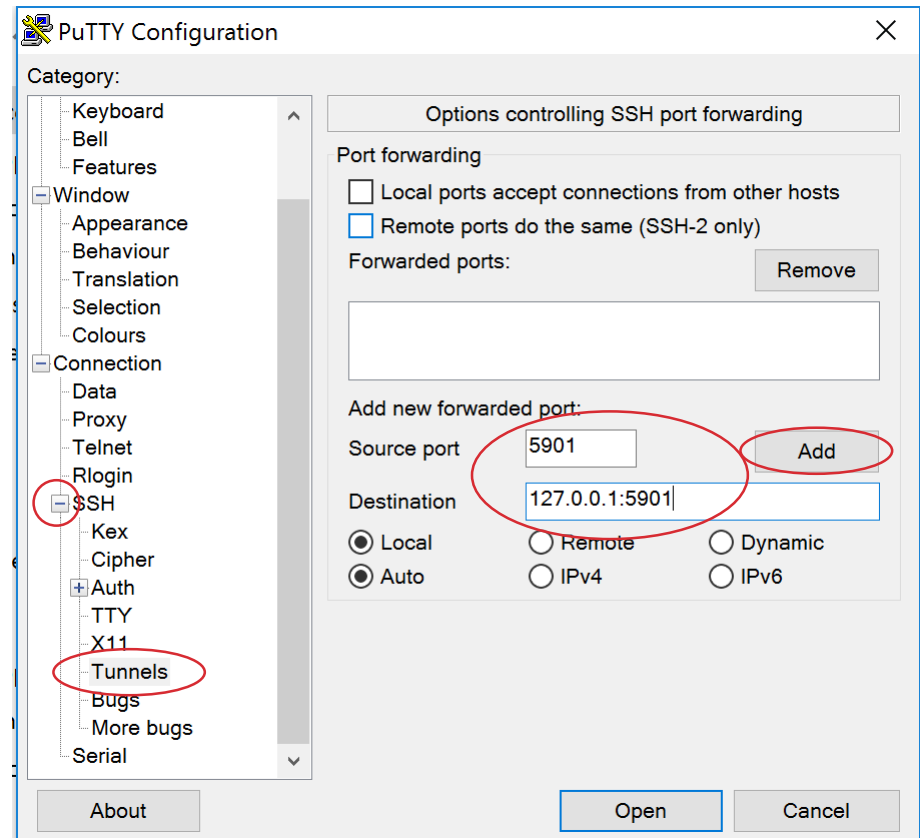 PuTTY Configuration
Category:
Keyboard
Bell
Features
Window
Appearance
Behaviour
Translation
Selection
Colours
Connection
Data
Proxy
Telnet
Rlogin
SSH
Kex
Cipher
Auth
TTY
X11
Tunnels
Bugs
More bugs
Serial
Options controlling SSH port forwarding
Port forwarding
Local ports accept connections from other hosts
Remote ports do the same (SSH-2 only)
Forwarded ports:
Remove
Add new forwarded port:
Source port 5901 Add
Destination 127.0.0.1:5901
Local Remote Dynamic
Auto IPv4 IPv6
About Open Cancel